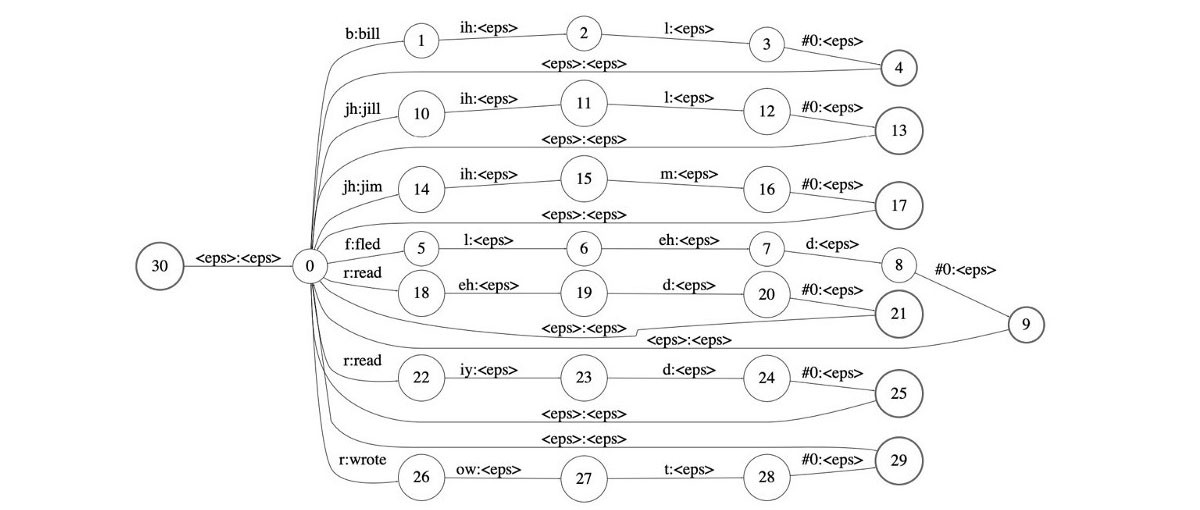 b:bill 1 ih:<eps> 2 l:<eps> 3 #0:<eps> 4
<eps>:<eps>
jh:jill 10 ih:<eps> 11 l:<eps> 12 #0:<eps> 13
<eps>:<eps>
jh:jim 14 ih:<eps> 15 m:<eps> 16 #0:<eps> 17
<eps>:<eps>
30 <eps>:<eps> 0 f:fled 5 l:<eps> 6 eh:<eps> 7 d:<eps> 8 #0:<eps> 9
r:read 18 eh:<eps> 19 d:<eps> 20 #0:<eps> 21
<eps>:<eps>
<eps>:<eps>
r:read 22 iy:<eps> 23 d:<eps> 24 #0:<eps> 25
<eps>:<eps>
<eps>:<eps>
r:wrote 26 ow:<eps> 27 t:<eps> 28 #0:<eps> 29